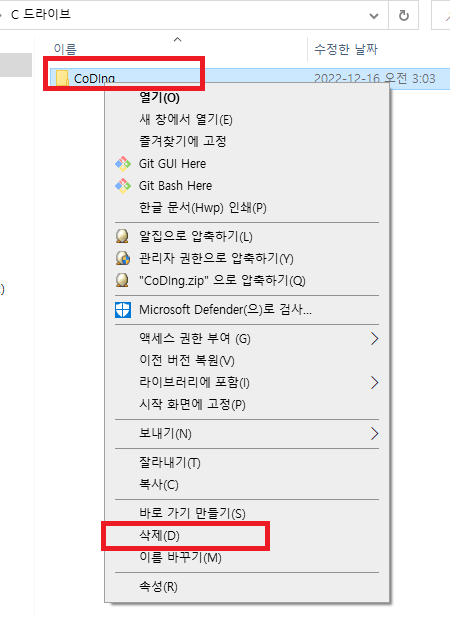 C 드라이브
이름
수정한 날짜
CoDIng
2022-12-16 오전 3:03
열기(O)
새 창에서 열기(E)
즐겨찾기에 고정
Git GUI Here
Git Bash Here
한글 문서(Hwp) 인쇄(P)
알집으로 압축하기(L)
관리자 권한으로 압축하기(Y)
"CoDIng.zip" 으로 압축하기(Q)
Microsoft Defender(으)로 검사...
액세스 권한 부여 (G)
이전 버전 복원(V)
라이브러리에 포함(I)
시작 화면에 고정(P)
보내기(N)
잘라내기(T)
복사(C)
바로 가기 만들기(S)
삭제(D)
이름 바꾸기(M)
속성(R)